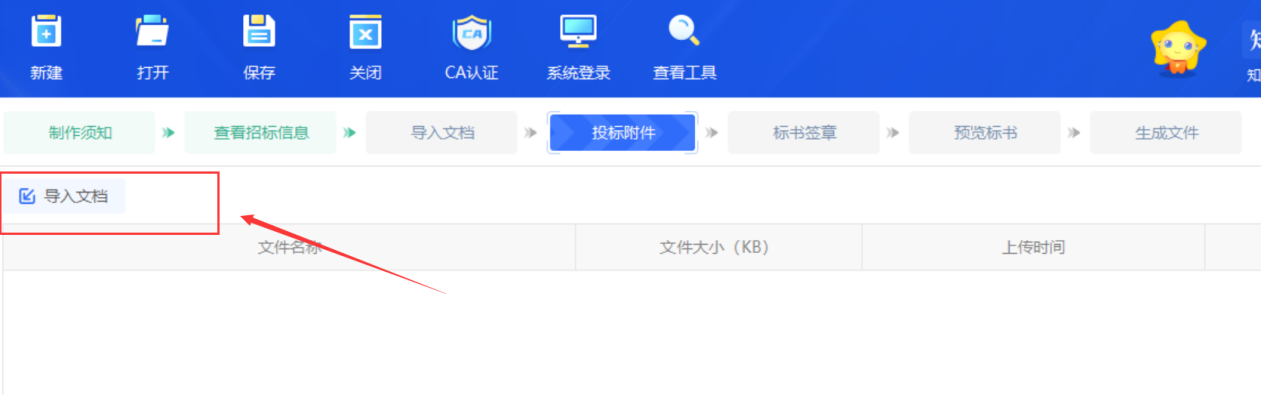 新建 打开 保存 关闭 CA认证 系统登录 查看工具
制作须知 查看招标信息 导入文档 投标附件 标书签章 预览标书 生成文件
导入文档
文件名称 文件大小（KB） 上传时间